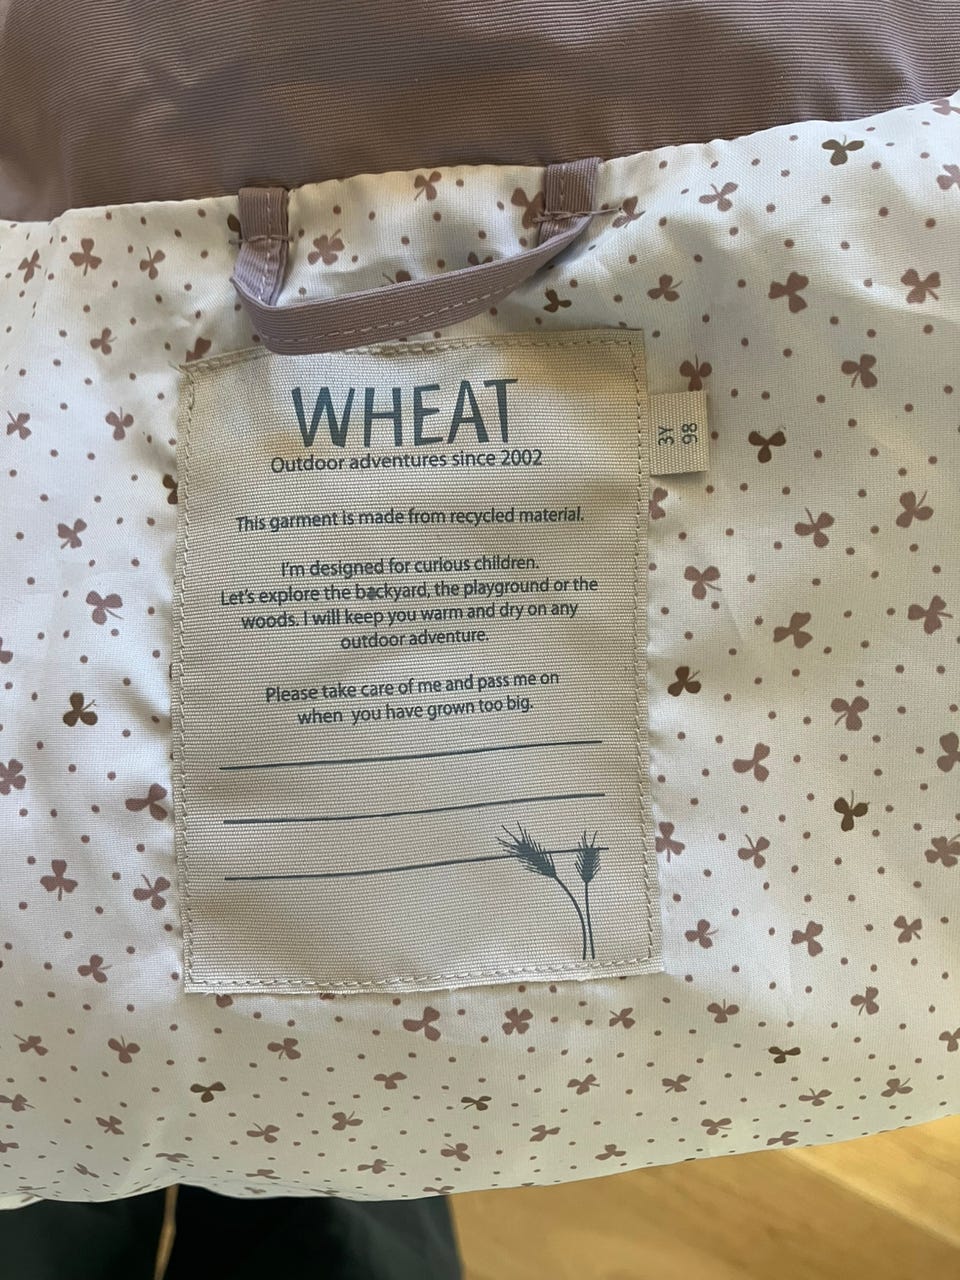 WHEAT
Outdoor adventures since 2002
3Y
98
This garment is made from recycled material.
I'm designed for curious children.
Let's explore the backyard, the playground or the
woods. I will keep you warm and dry on any
outdoor adventure.
Please take care of me and pass me on
when you have grown too big.